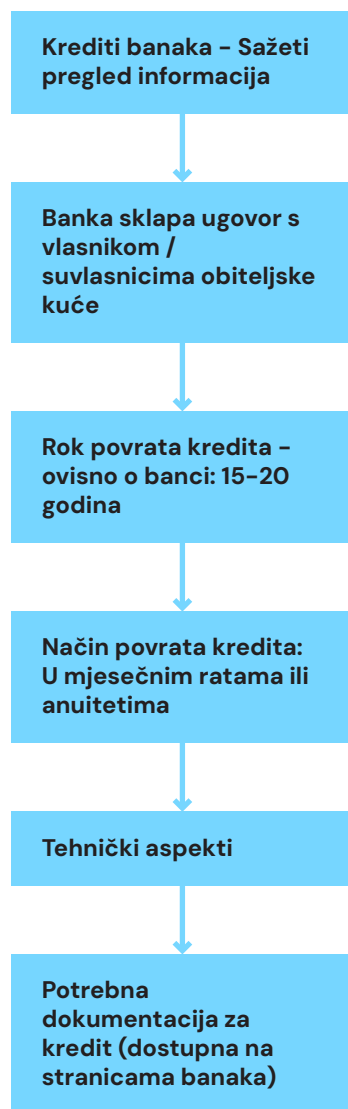 Krediti banaka – Sažeti
pregled informacija
Banka sklapa ugovor s
vlasnikom /
suvlasnicima obiteljske
kuće
Rok povrata kredita –
ovisno o banci: 15-20
godina
Način povrata kredita:
U mjesečnim ratama ili
anuitetima
Tehnički aspekti
Potrebna
dokumentacija za
kredit (dostupna na
stranicama banaka)